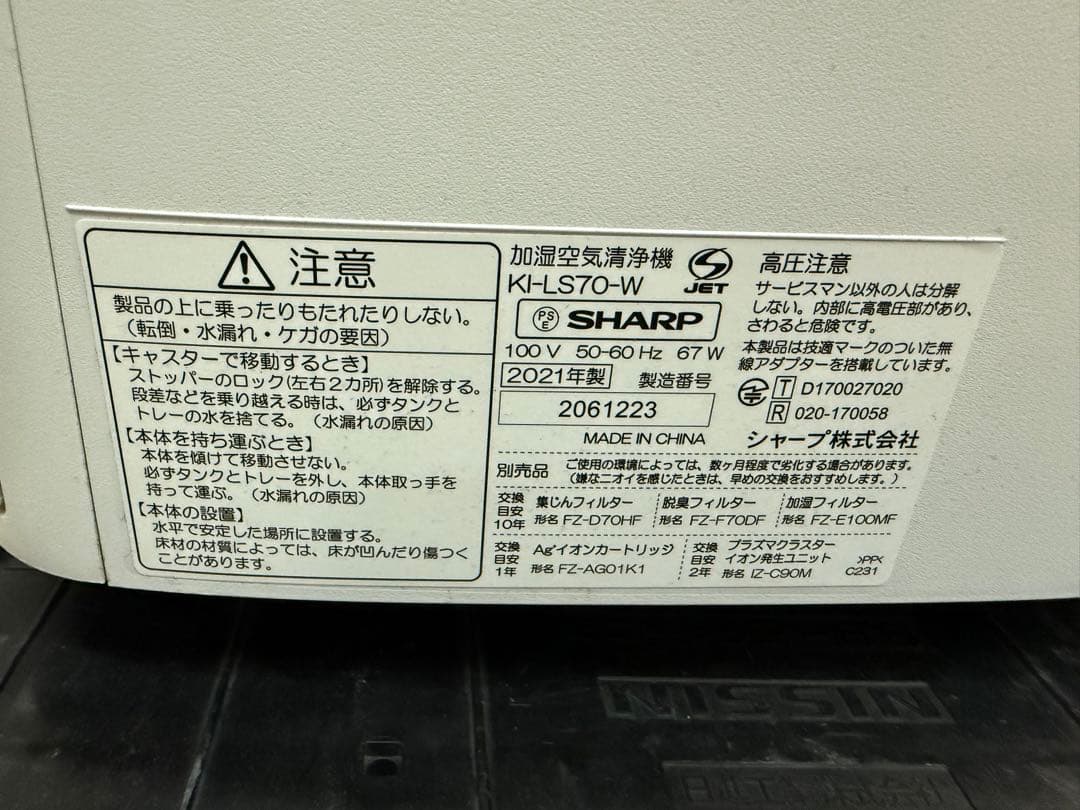 注意
製品の上に乗ったりもたれたりしない。
（転倒・水漏れ・ケガの要因）
【キャスターで移動するとき】
ストッパーのロック(左右２カ所)を解除する。
段差などを乗り越える時は、必ずタンクと
トレーの水を捨てる。（水漏れの原因）
【本体を持ち運ぶとき】
本体を傾けて移動させない。
必ずタンクとトレーを外し、本体取っ手を
持って運ぶ。（水漏れの原因）
【本体の設置】
水平で安定した場所に設置する。
床材の材質によっては、床が凹んだり傷つく
ことがあります。
加湿空気清浄機
KI-LS70-W
JET
PSE SHARP
100 V 50-60 Hz 67 W
2021年製 製造番号
2061223
MADE IN CHINA
高圧注意
サービスマン以外の人は分解
しない。内部に高電圧部があり、
さわると危険です。
本製品は技適マークのついた無
線アダプターを搭載しています。
T D170027020
R 020-170058
シャープ株式会社
別売品 ご使用の環境によっては、数ヶ月程度で劣化する場合があります。
（嫌なニオイを感じたときは、早めの交換をおすすめします。）
交換目安10年 集じんフィルター 形名 FZ-D70HF
脱臭フィルター 形名 FZ-F70DF
加湿フィルター 形名 FZ-E100MF
交換目安1年 Ag+イオンカートリッジ 形名 FZ-AG01K1
交換目安2年 プラズマクラスターイオン発生ユニット 形名 IZ-C90M
>PP<
C231
NISSIN